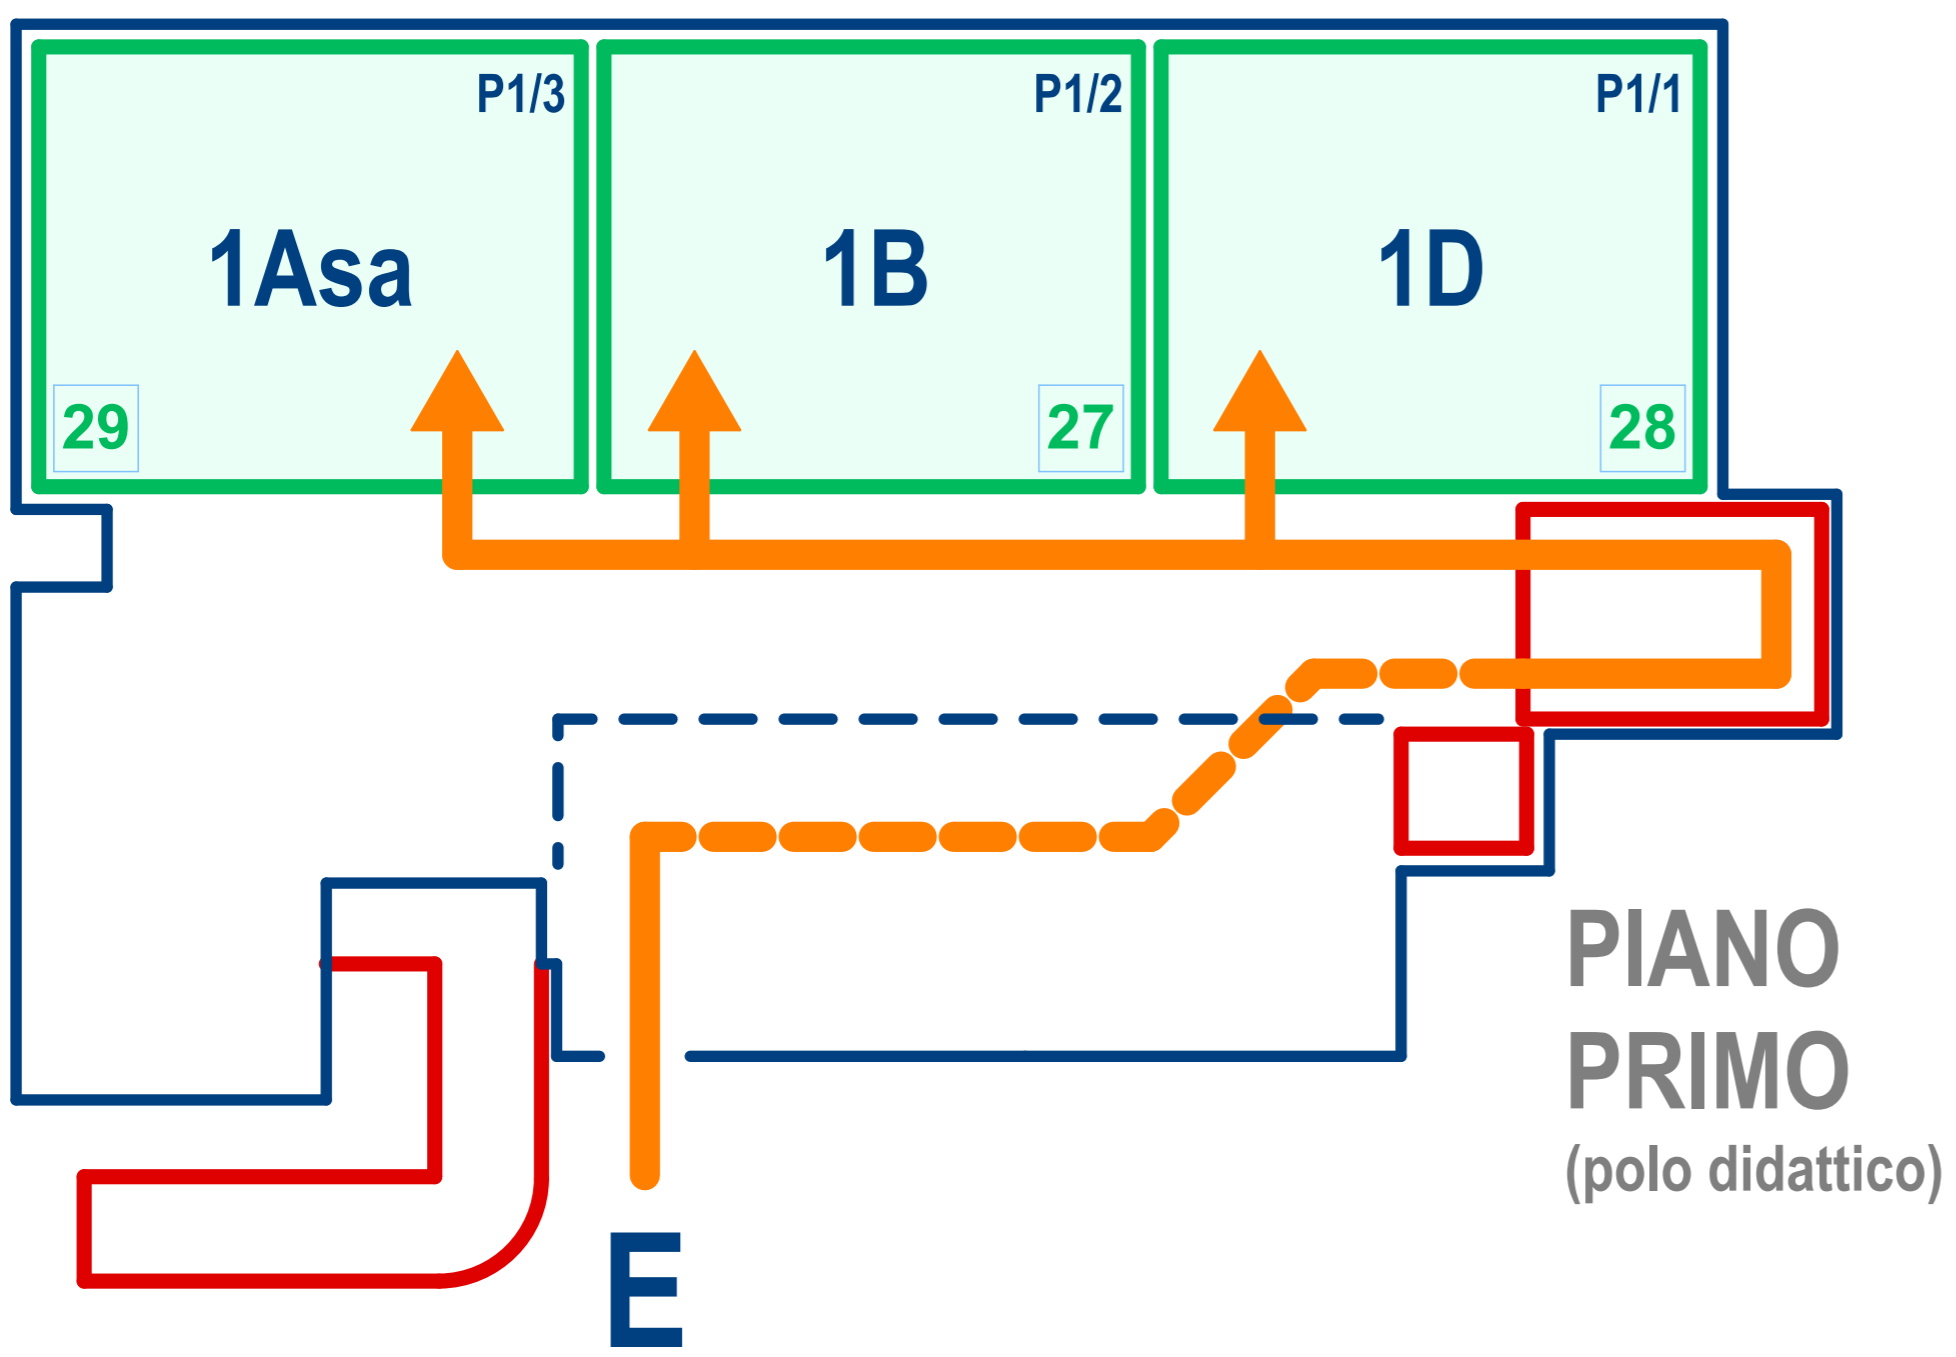 P1/3
P1/2
P1/1
1Asa
1B
1D
29
27
28
PIANO
PRIMO
(polo didattico)
E